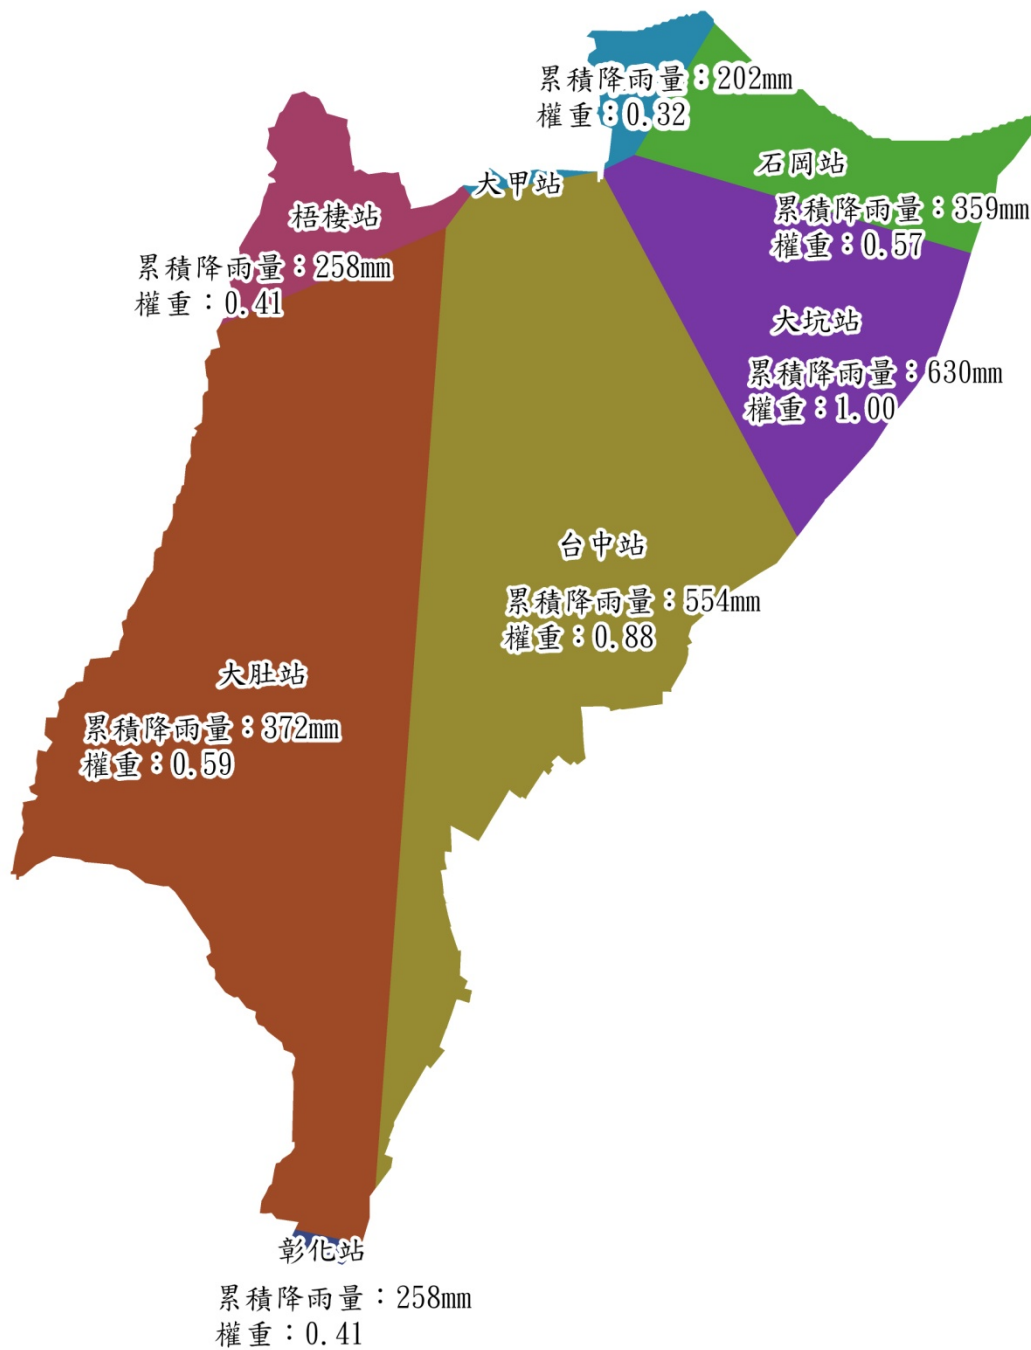 累積降雨量：202mm
權重：0.32
大甲站
石岡站
累積降雨量：359mm
權重：0.57
梧棲站
累積降雨量：258mm
權重：0.41
大坑站
累積降雨量：630mm
權重：1.00
台中站
累積降雨量：554mm
權重：0.88
大肚站
累積降雨量：372mm
權重：0.59
彰化站
累積降雨量：258mm
權重：0.41